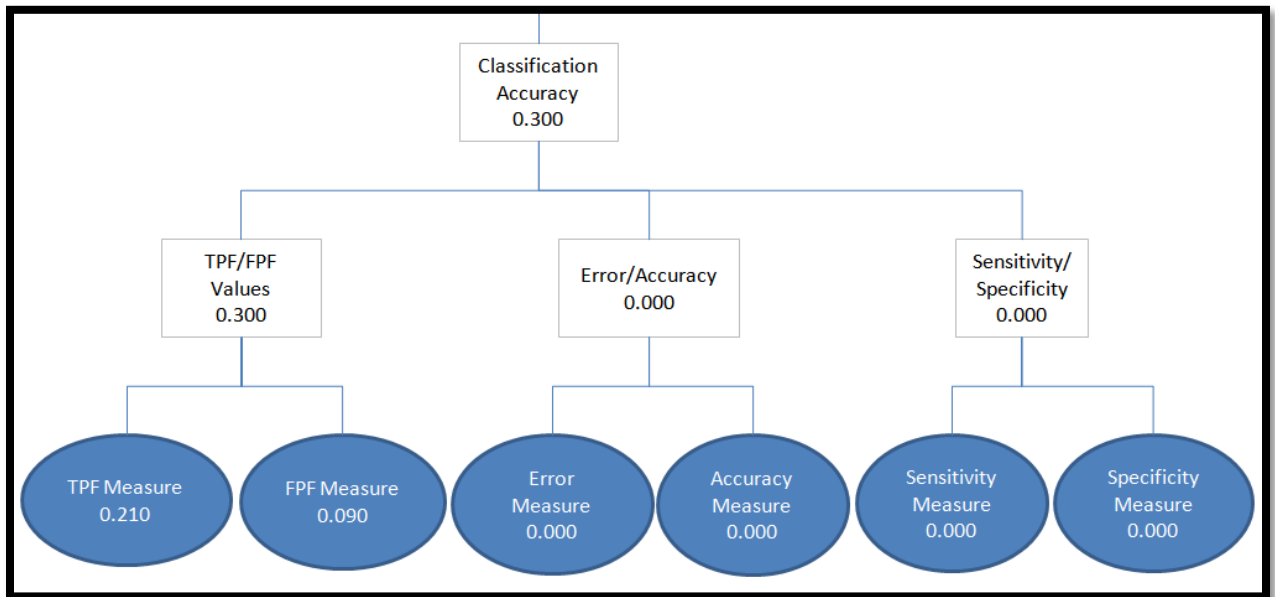 Classification
Accuracy
0.300
TPF/FPF
Values
0.300
Error/Accuracy
0.000
Sensitivity/
Specificity
0.000
TPF Measure
0.210
FPF Measure
0.090
Error
Measure
0.000
Accuracy
Measure
0.000
Sensitivity
Measure
0.000
Specificity
Measure
0.000